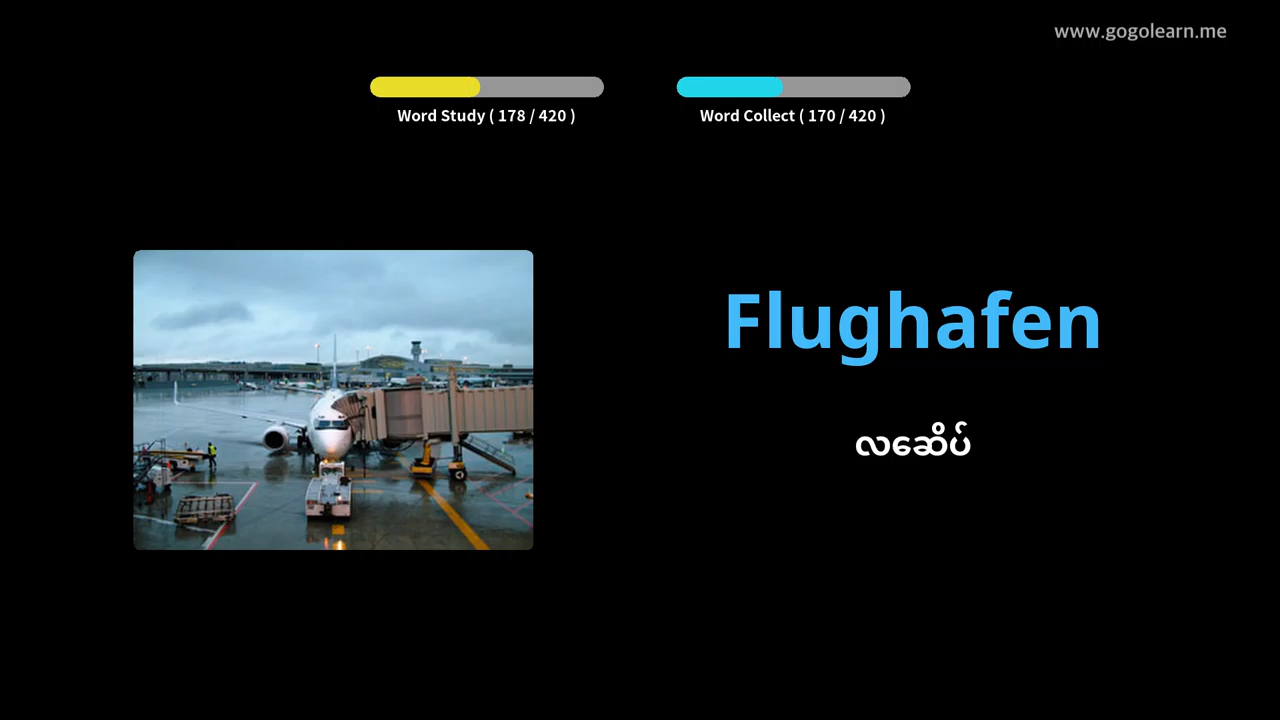 www.gogolearn.me
Word Study ( 178 / 420 )
Word Collect ( 170 / 420 )
Flughafen
လဆိေပ်